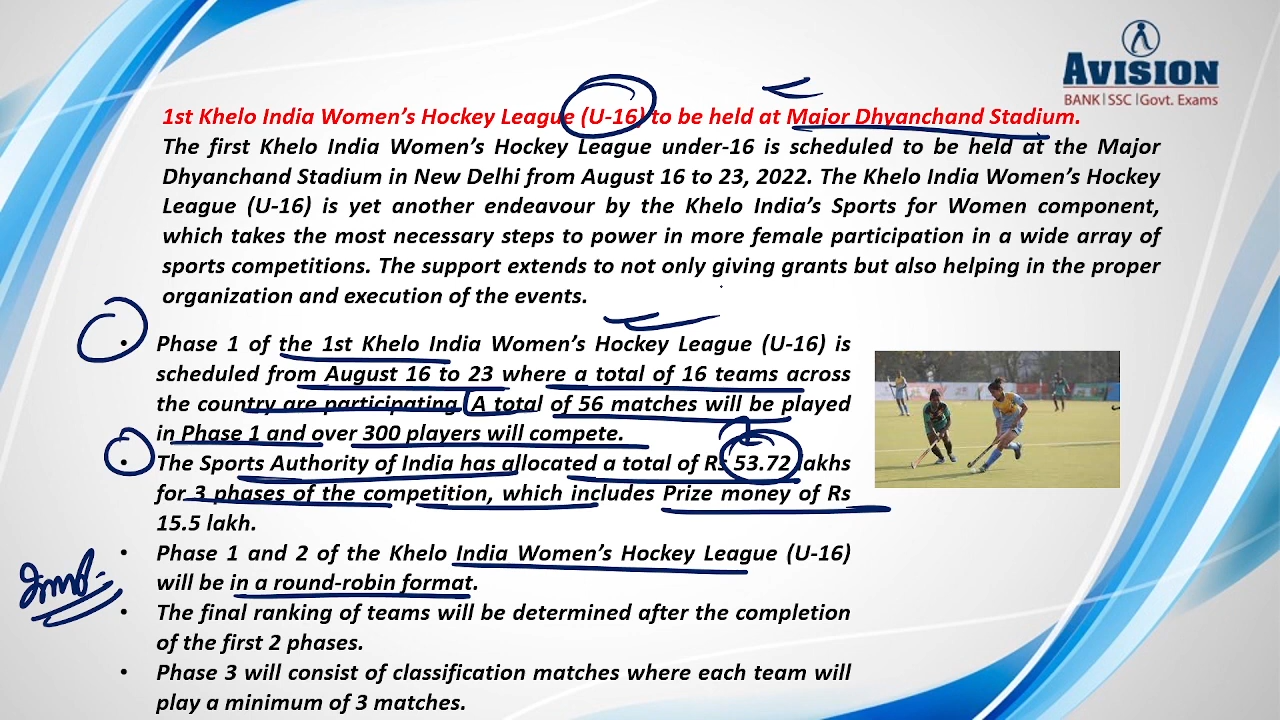 AVISION
BANK|SSC|Govt. Exams
1st Khelo India Women's Hockey League (U-16) to be held at Major Dhyanchand Stadium.
The first Khelo India Women's Hockey League under-16 is scheduled to be held at the Major
Dhyanchand Stadium in New Delhi from August 16 to 23, 2022. The Khelo India Women's Hockey
League (U-16) is yet another endeavour by the Khelo India's Sports for Women component,
which takes the most necessary steps to power in more female participation in a wide array of
sports competitions. The support extends to not only giving grants but also helping in the proper
organization and execution of the events.
• Phase 1 of the 1st Khelo India Women's Hockey League (U-16) is
scheduled from August 16 to 23 where a total of 16 teams across
the country are participating. A total of 56 matches will be played
in Phase 1 and over 300 players will compete.
• The Sports Authority of India has allocated a total of Rs 53.72 lakhs
for 3 phases of the competition, which includes Prize money of Rs
15.5 lakh.
• Phase 1 and 2 of the Khelo India Women's Hockey League (U-16)
will be in a round-robin format.
Imp.
• The final ranking of teams will be determined after the completion
of the first 2 phases.
• Phase 3 will consist of classification matches where each team will
play a minimum of 3 matches.